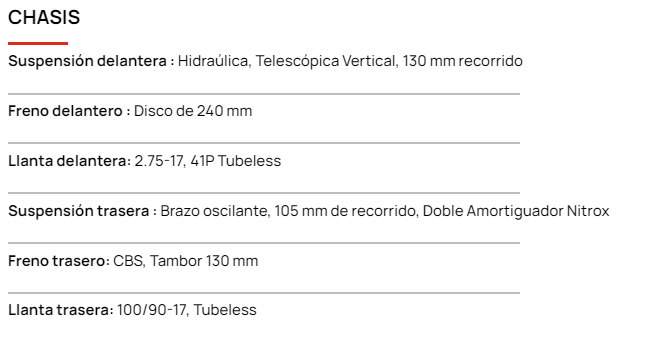 CHASIS
Suspensión delantera : Hidraúlica, Telescópica Vertical, 130 mm recorrido
Freno delantero : Disco de 240 mm
Llanta delantera: 2.75-17, 41P Tubeless
Suspensión trasera : Brazo oscilante, 105 mm de recorrido, Doble Amortiguador Nitrox
Freno trasero: CBS, Tambor 130 mm
Llanta trasera: 100/90-17, Tubeless